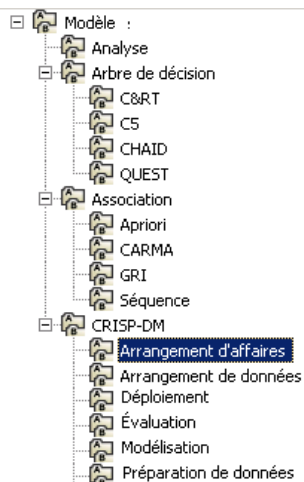 Modèle :
Analyse
Arbre de décision
C&RT
C5
CHAID
QUEST
Association
Apriori
CARMA
GRI
Séquence
CRISP-DM
Arrangement d'affaires
Arrangement de données
Déploiement
Évaluation
Modélisation
Préparation de données